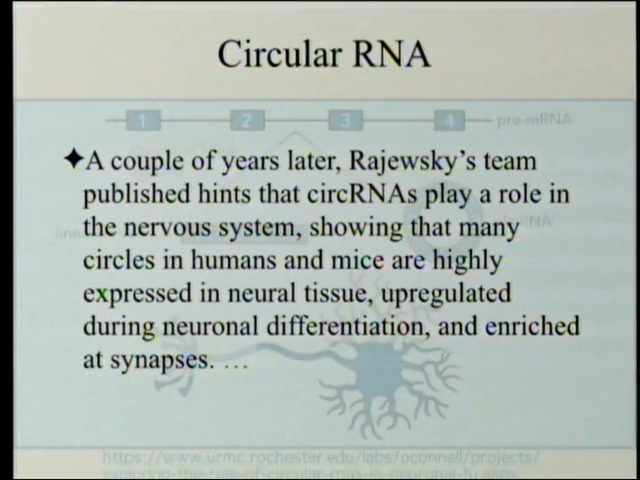 Circular RNA
1 2 3 4 pre-mRNA
✦A couple of years later, Rajewsky's team
published hints that circRNAs play a role in
the nervous system, showing that many
circles in humans and mice are highly
expressed in neural tissue, upregulated
during neuronal differentiation, and enriched
at synapses. …
https://www.urmc.rochester.edu/labs/oconnell/projects/